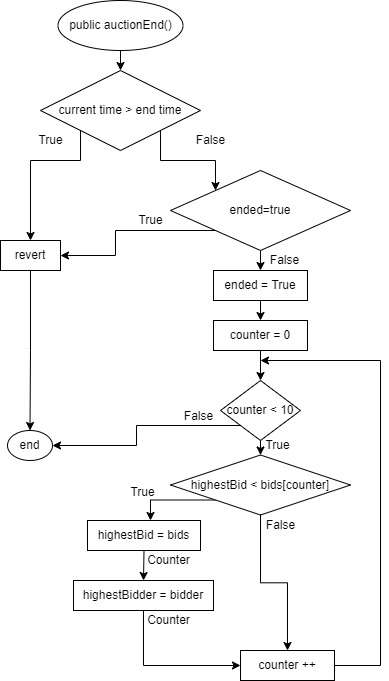 public auctionEnd()
current time > end time
True
False
ended=true
True
revert
False
ended = True
counter = 0
counter < 10
False
end
True
highestBid < bids[counter]
True
highestBid = bids
False
Counter
highestBidder = bidder
Counter
counter ++